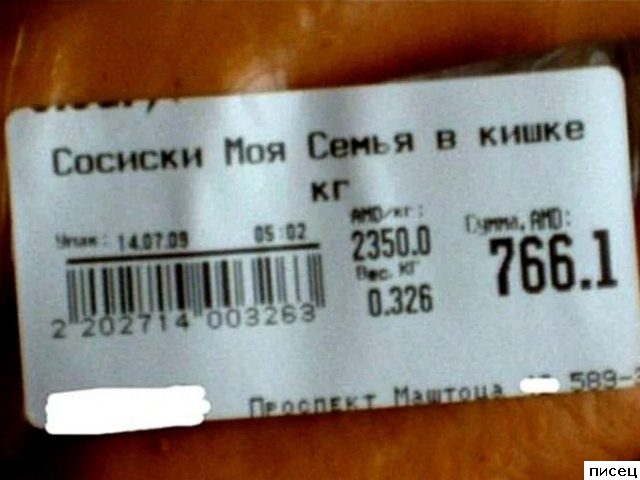 Сосиски Моя Семья в кишке
кг
Упак: 14.07.09 05:02
AMD/кг:
2350.0
Вес, КГ
0.326
Сумма, AMD:
766.1
2 202714 003263
Проспект Маштоца 589-
писец